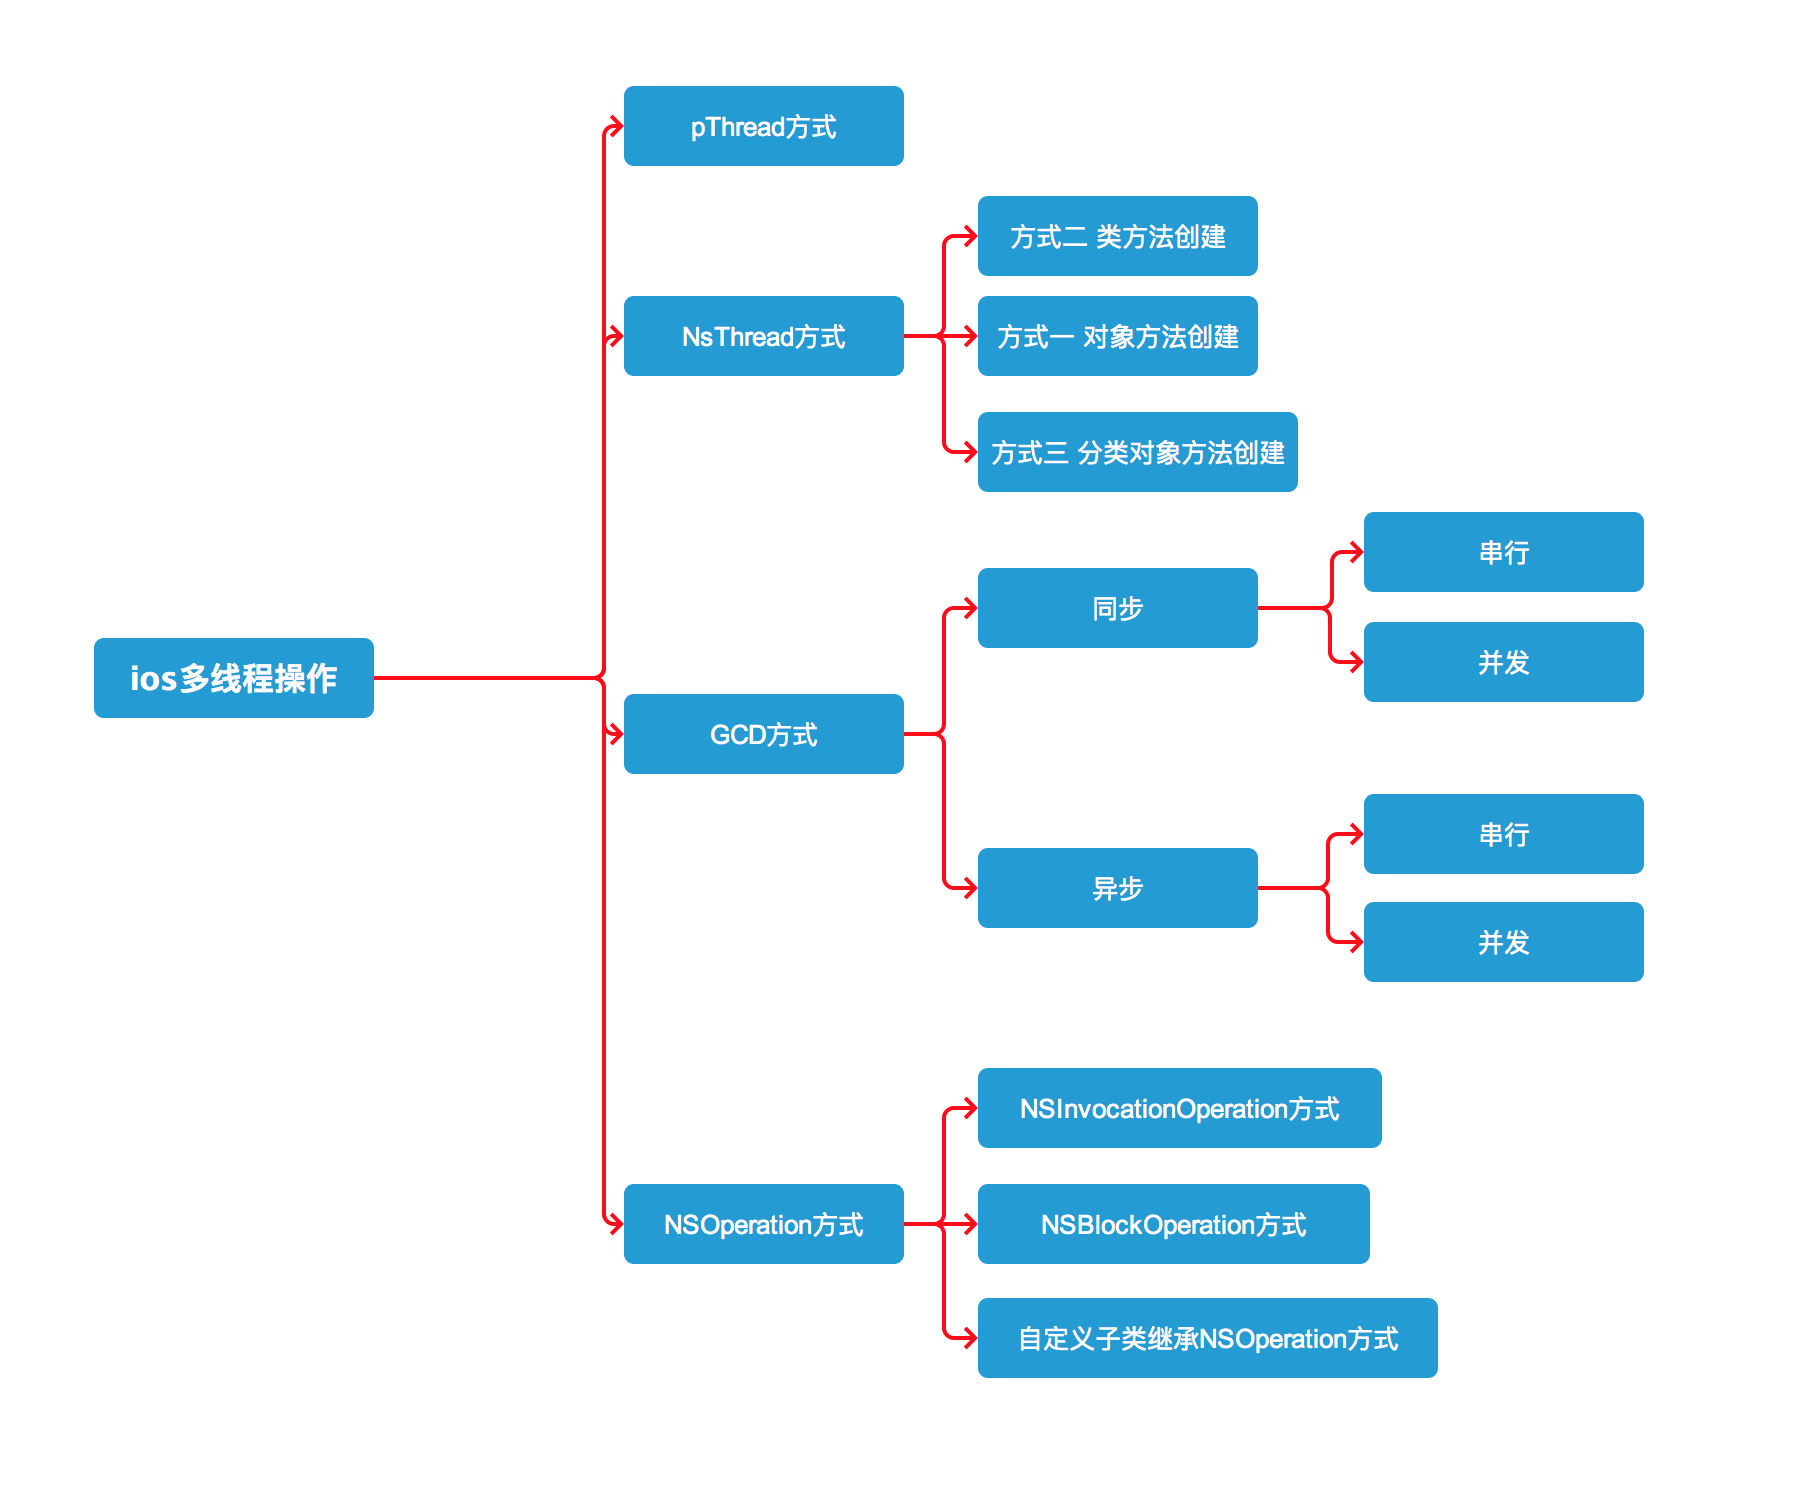 ios多线程操作
pThread方式
NsThread方式
方式二 类方法创建
方式一 对象方法创建
方式三 分类对象方法创建
GCD方式
同步
串行
并发
异步
串行
并发
NSOperation方式
NSInvocationOperation方式
NSBlockOperation方式
自定义子类继承NSOperation方式